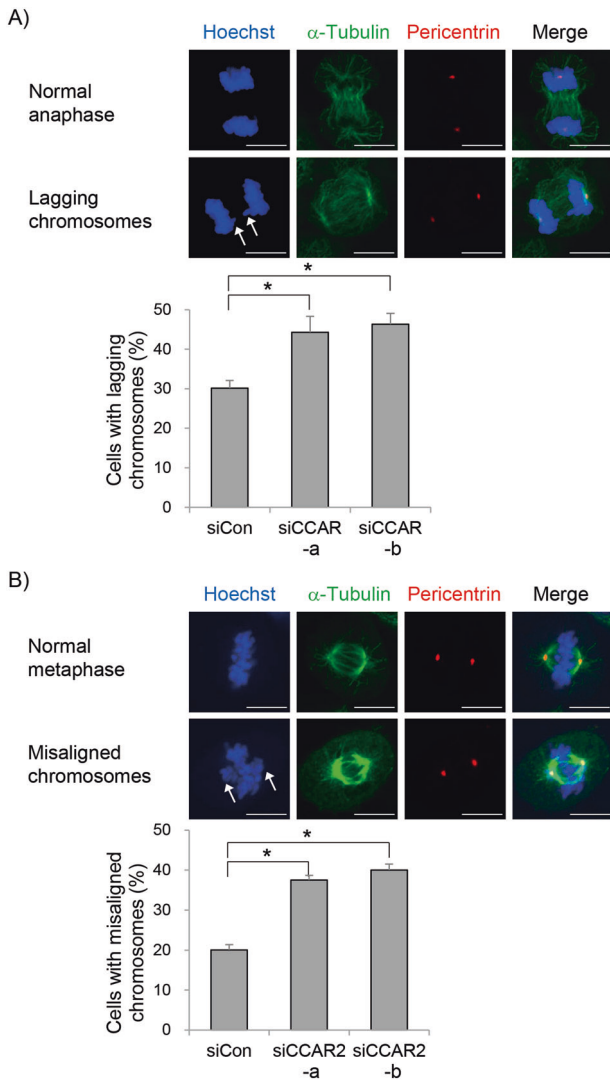 A)
Hoechst α-Tubulin Pericentrin Merge
Normal
anaphase
Lagging
chromosomes
* 
*
Cells with lagging
chromosomes (%)
50
40
30
20
10
0
siCon siCCAR siCCAR
-a -b
B)
Hoechst α-Tubulin Pericentrin Merge
Normal
metaphase
Misaligned
chromosomes
*
*
Cells with misaligned
chromosomes (%)
50
40
30
20
10
0
siCon siCCAR2 siCCAR2
-a -b